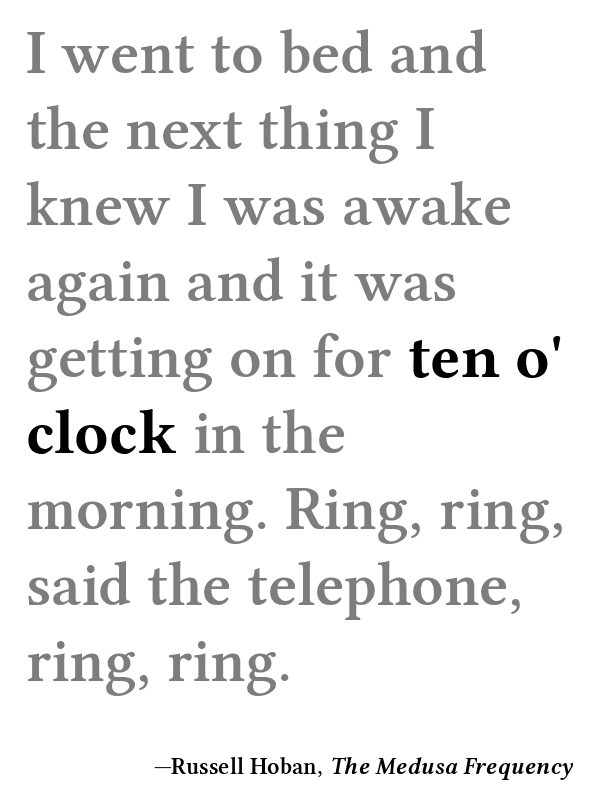 I went to bed and
the next thing I
knew I was awake
again and it was
getting on for ten o'
clock in the
morning. Ring, ring,
said the telephone,
ring, ring.
—Russell Hoban, The Medusa Frequency